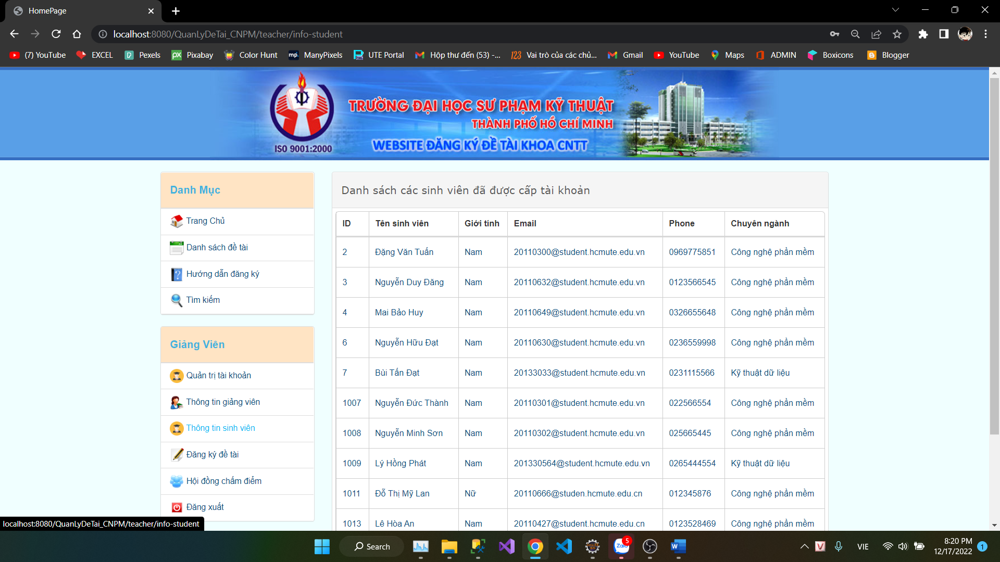 HomePage
localhost:8080/QuanLyDeTai_CNPM/teacher/info-student
(7) YouTube EXCEL Pexels Pixabay Color Hunt ManyPixels UTE Portal Hộp thư đến (53) -... Vai trò của các chủ... Gmail YouTube Maps ADMIN Boxicons Blogger
TRƯỜNG ĐẠI HỌC SƯ PHẠM KỸ THUẬT
THÀNH PHỐ HỒ CHÍ MINH
WEBSITE ĐĂNG KÝ ĐỀ TÀI KHOA CNTT
ISO 9001:2000
Danh Mục
Trang Chủ
Danh sách đề tài
Hướng dẫn đăng ký
Tìm kiếm
Giảng Viên
Quản trị tài khoản
Thông tin giảng viên
Thông tin sinh viên
Đăng ký đề tài
Hội đồng chấm điểm
Đăng xuất
Danh sách các sinh viên đã được cấp tài khoản
ID Tên sinh viên Giới tính Email Phone Chuyên ngành
2 Đặng Văn Tuấn Nam 20110300@student.hcmute.edu.vn 0969775851 Công nghệ phần mềm
3 Nguyễn Duy Đăng Nam 20110632@student.hcmute.edu.vn 0123566545 Công nghệ phần mềm
4 Mai Bảo Huy Nam 20110649@student.hcmute.edu.vn 0326655648 Công nghệ phần mềm
6 Nguyễn Hữu Đạt Nam 20110630@student.hcmute.edu.vn 0236559998 Công nghệ phần mềm
7 Bùi Tấn Đạt Nam 20133033@student.hcmute.edu.vn 0231115566 Kỹ thuật dữ liệu
1007 Nguyễn Đức Thành Nam 20110301@student.hcmute.edu.vn 022566554 Công nghệ phần mềm
1008 Nguyễn Minh Sơn Nam 20110302@student.hcmute.edu.vn 025665445 Công nghệ phần mềm
1009 Lý Hồng Phát Nam 201330564@student.hcmute.edu.vn 0265444554 Kỹ thuật dữ liệu
1011 Đỗ Thị Mỹ Lan Nữ 20110666@studen.hcmute.edu.cn 012345876 Công nghệ phần mềm
1013 Lê Hòa An Nam 20110427@student.hcmute.edu.cn 0123528469 Công nghệ phần mềm
localhost:8080/QuanLyDeTai_CNPM/teacher/info-student
Search
Zalo
5
VIE
8:20 PM
12/17/2022
1